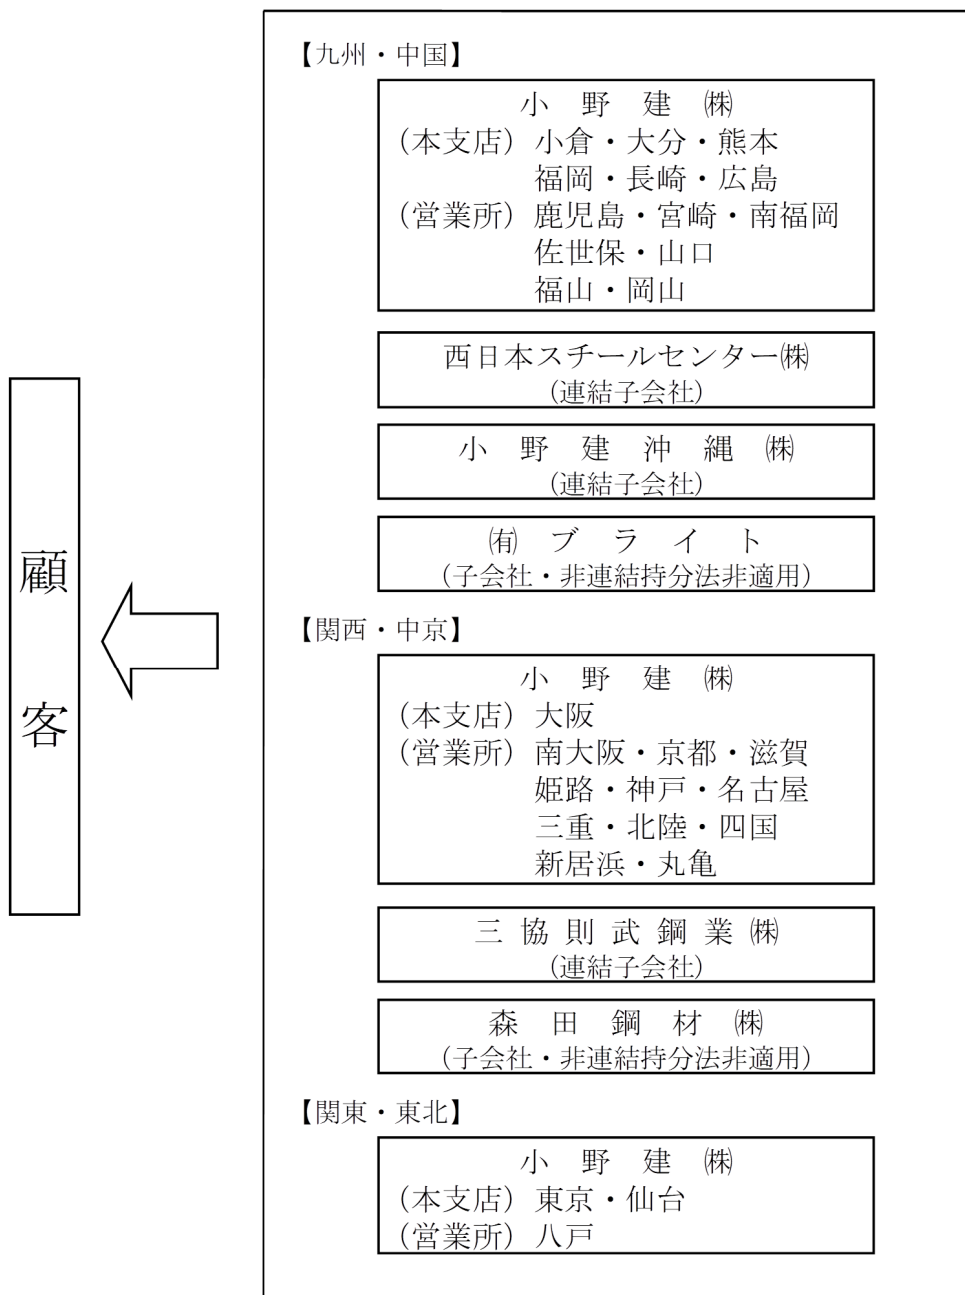 【九州・中国】
小野建㈱
(本支店)小倉・大分・熊本
福岡・長崎・広島
(営業所)鹿児島・宮崎・南福岡
佐世保・山口
福山・岡山
西日本スチールセンター㈱
(連結子会社)
小野建沖縄㈱
(連結子会社)
㈲ブライト
(子会社・非連結持分法非適用)
【関西・中京】
小野建㈱
(本支店)大阪
(営業所)南大阪・京都・滋賀
姫路・神戸・名古屋
三重・北陸・四国
新居浜・丸亀
三協則武鋼業㈱
(連結子会社)
森田鋼材㈱
(子会社・非連結持分法非適用)
【関東・東北】
小野建㈱
(本支店)東京・仙台
(営業所)八戸
顧客